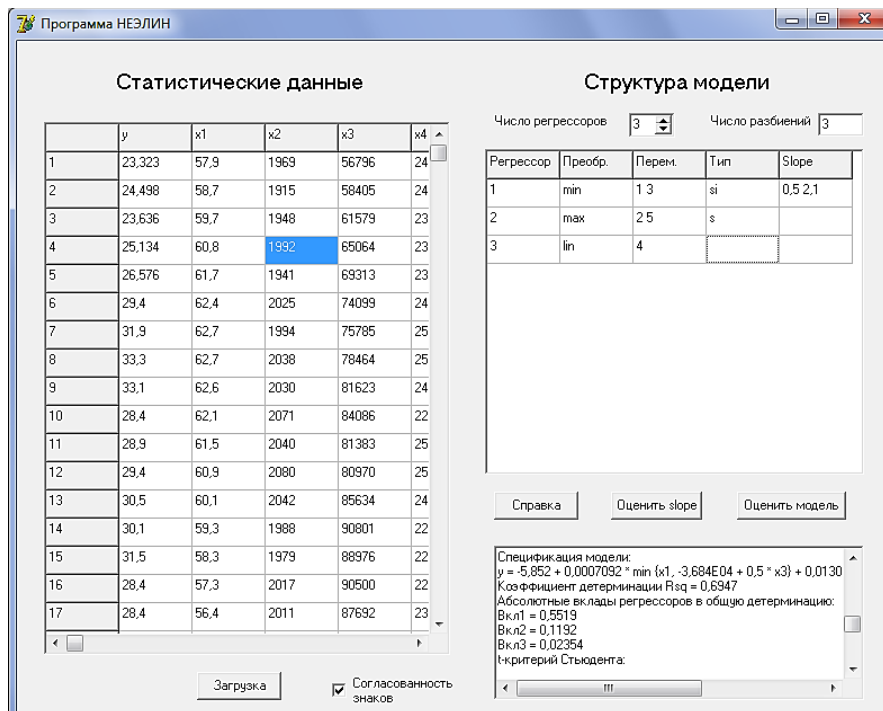 Программа НЕЭЛИН
Статистические данные
y x1 x2 x3 x4
1 23,323 57,9 1969 56796 24
2 24,498 58,7 1915 58405 24
3 23,636 59,7 1948 61579 23
4 25,134 60,8 1992 65064 23
5 26,576 61,7 1941 69313 23
6 29,4 62,4 2025 74099 24
7 31,9 62,7 1994 75785 25
8 33,3 62,7 2038 78464 25
9 33,1 62,6 2030 81623 24
10 28,4 62,1 2071 84086 22
11 28,9 61,5 2040 81383 25
12 29,4 60,9 2080 80970 25
13 30,5 60,1 2042 85634 24
14 30,1 59,3 1988 90801 22
15 31,5 58,3 1979 88976 22
16 28,4 57,3 2017 90500 22
17 28,4 56,4 2011 87692 23
Загрузка
Согласованность
знаков
Структура модели
Число регрессоров 3 Число разбиений 3
Регрессор Преобр. Перем. Тип Slope
1 min 1 3 si 0,5 2,1
2 max 2 5 s
3 lin 4
Справка Оценить slope Оценить модель
Спецификация модели:
y = -5,852 + 0,0007092 * min {x1, -3,684E04 + 0,5 * x3} + 0,0130
Коэффициент детерминации Rsq = 0,6947
Абсолютные вклады регрессоров в общую детерминацию:
Вкл1 = 0,5519
Вкл2 = 0,1192
Вкл3 = 0,02354
t-критерий Стьюдента: